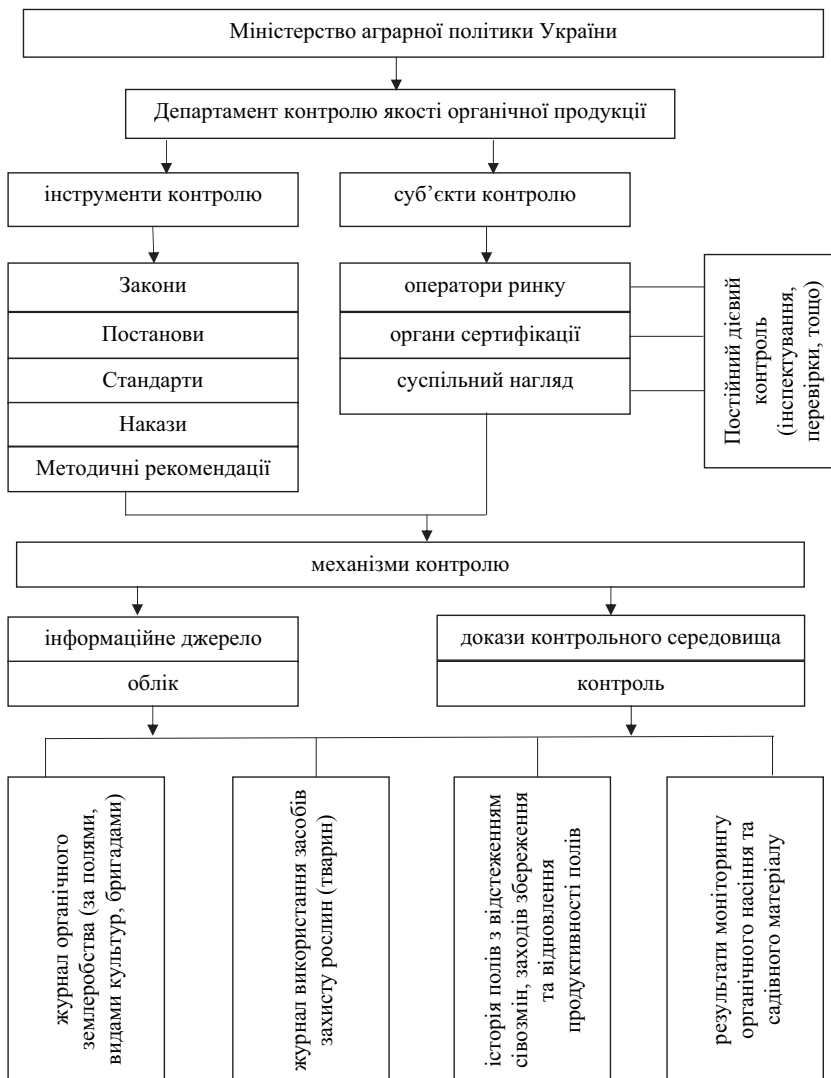 Міністерство аграрної політики України
Департамент контролю якості органічної продукції
інструменти контролю
суб’єкти контролю
Закони
Постанови
Стандарти
Накази
Методичні рекомендації
оператори ринку
органи сертифікації
суспільний нагляд
Постійний дієвий
контроль
(інспектування,
перевірки, тощо)
механізми контролю
інформаційне джерело
облік
докази контрольного середовища
контроль
журнал органічного
землеробства (за полями,
видами культур, бригадами)
журнал використання засобів
захисту рослин (тварин)
історія полів з відстеженням
сівозмін, заходів збереження
та відновлення
продуктивності полів
результати моніторингу
органічного насіння та
садівного матеріалу